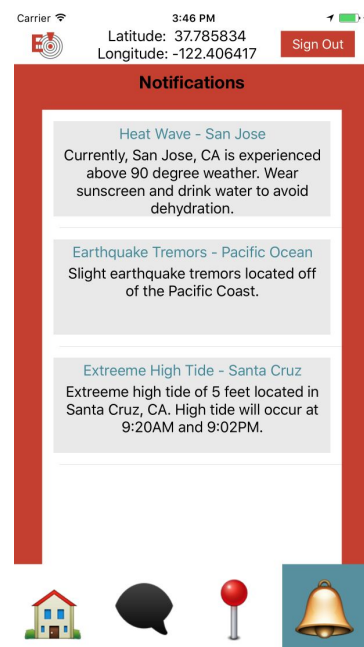 Carrier 3:46 PM
Latitude: 37.785834
Longitude: -122.406417
Sign Out
Notifications
Heat Wave - San Jose
Currently, San Jose, CA is experienced
above 90 degree weather. Wear
sunscreen and drink water to avoid
dehydration.
Earthquake Tremors - Pacific Ocean
Slight earthquake tremors located off
of the Pacific Coast.
Extreeme High Tide - Santa Cruz
Extreeme high tide of 5 feet located in
Santa Cruz, CA. High tide will occur at
9:20AM and 9:02PM.